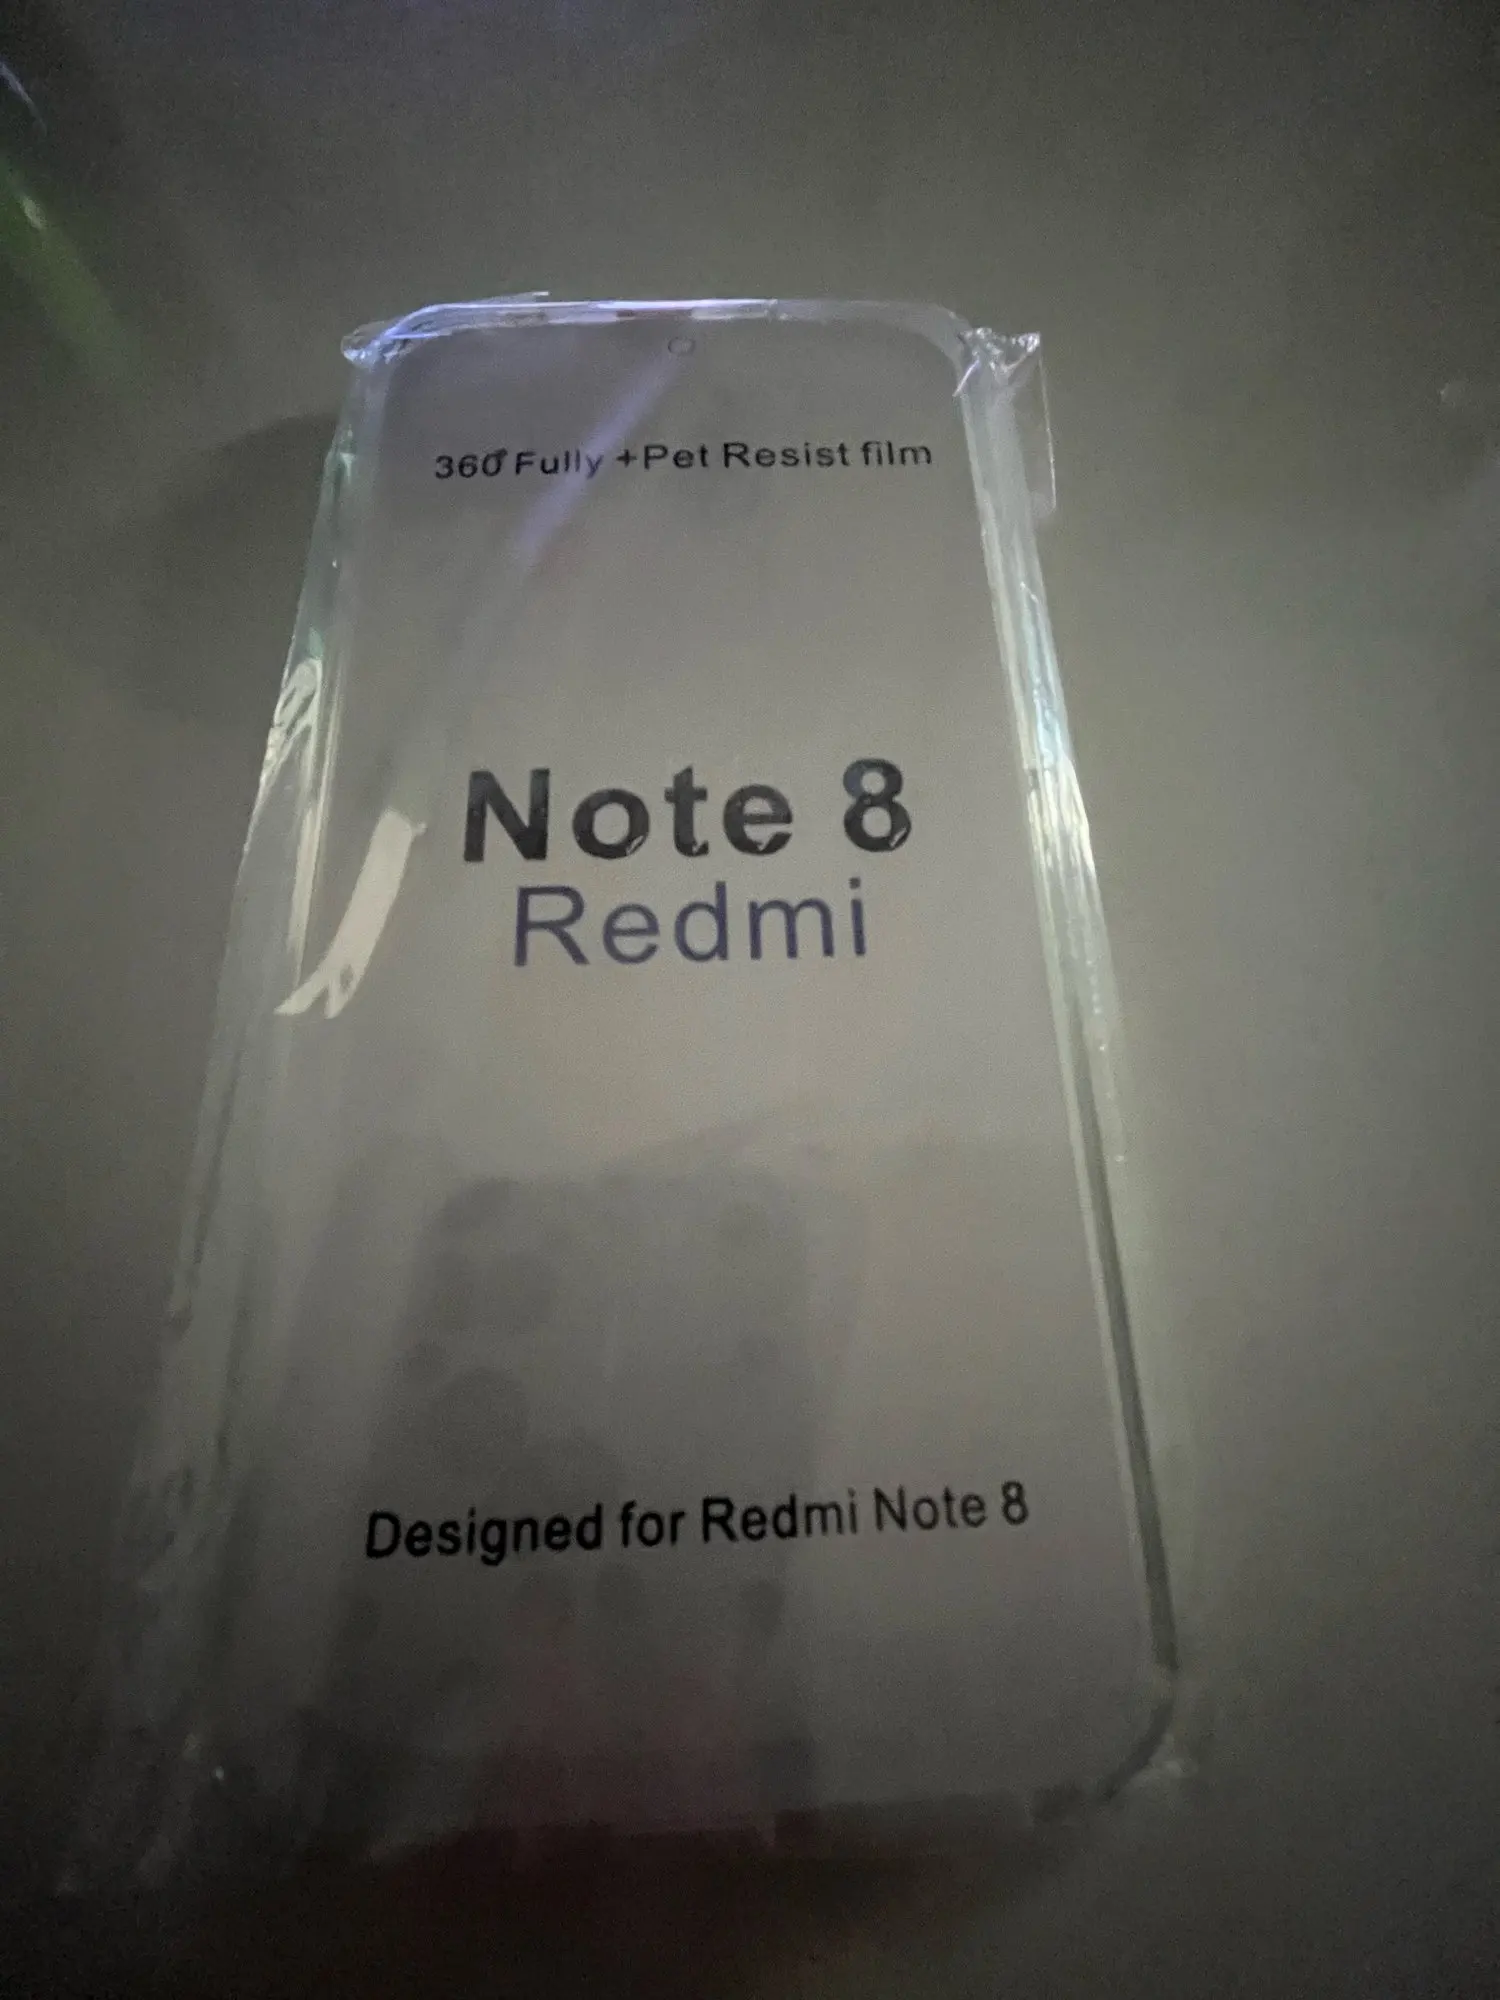 360° Fully +Pet Resist film
Note 8
Redmi
Designed for Redmi Note 8